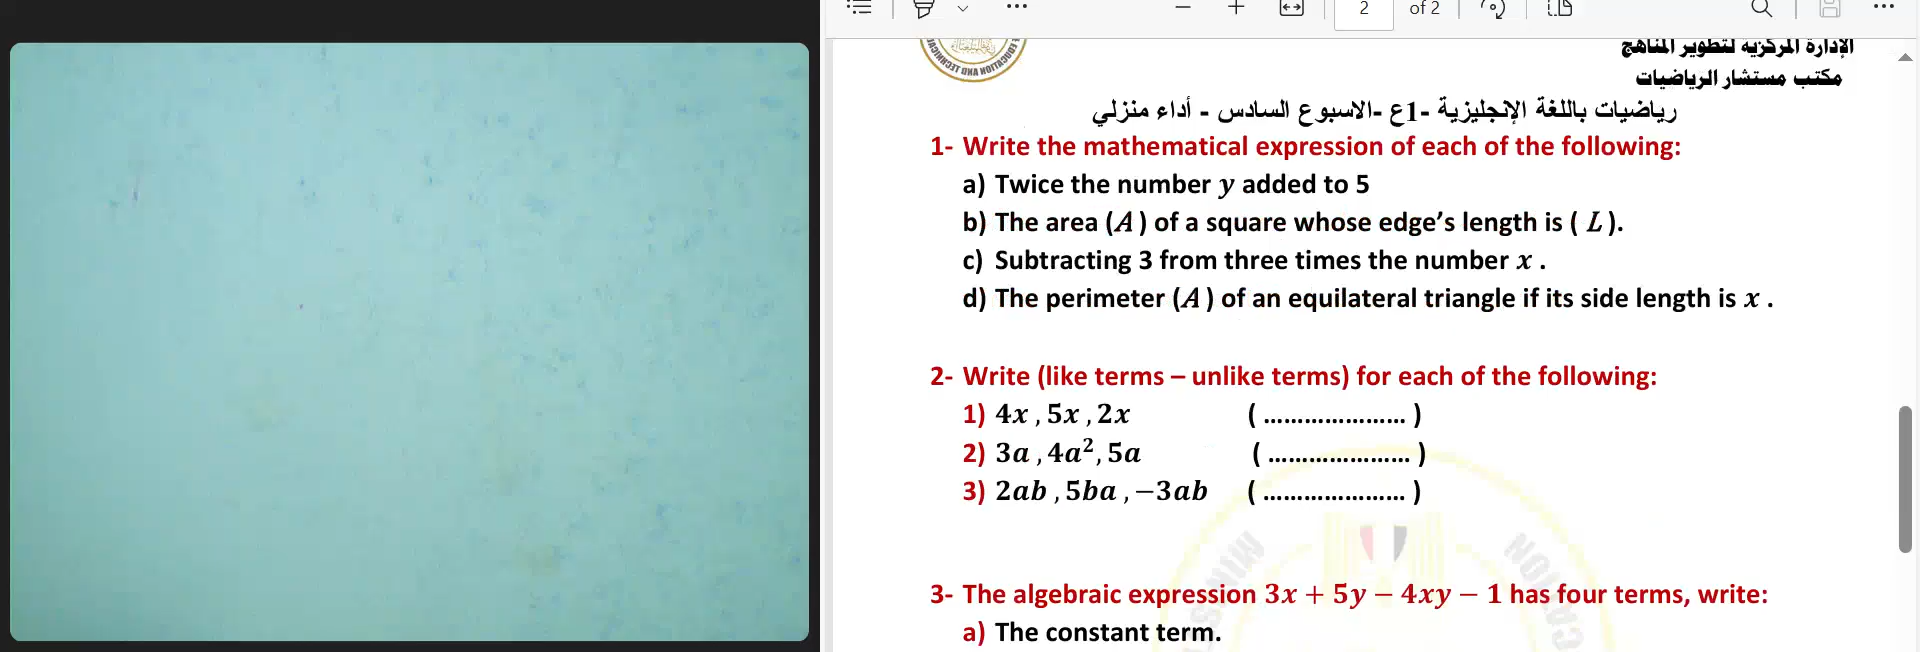 2 of 2
EDUCATION AND TECHNICAL
الإدارة المركزية لتطوير المناهج
مكتب مستشار الرياضيات
رياضيات باللغة الإنجليزية -1ع -الاسبوع السادس - أداء منزلي
1- Write the mathematical expression of each of the following:
a) Twice the number y added to 5
b) The area (A) of a square whose edge’s length is ( L ).
c) Subtracting 3 from three times the number x .
d) The perimeter (A) of an equilateral triangle if its side length is x .
2- Write (like terms – unlike terms) for each of the following:
1) 4x , 5x , 2x ( ..................... )
2) 3a , 4a², 5a ( ..................... )
3) 2ab , 5ba , −3ab ( ..................... )
3- The algebraic expression 3x + 5y − 4xy − 1 has four terms, write:
a) The constant term.